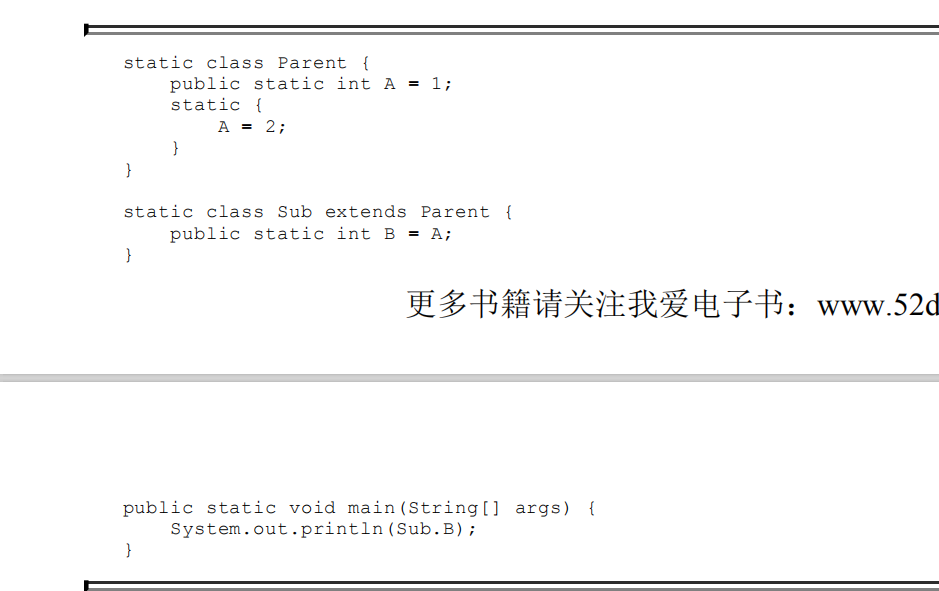 static class Parent {
    public static int A = 1;
    static {
        A = 2;
    }
}
static class Sub extends Parent {
    public static int B = A;
}
更多书籍请关注我爱电子书：www.52d
public static void main(String[] args) {
    System.out.println(Sub.B);
}